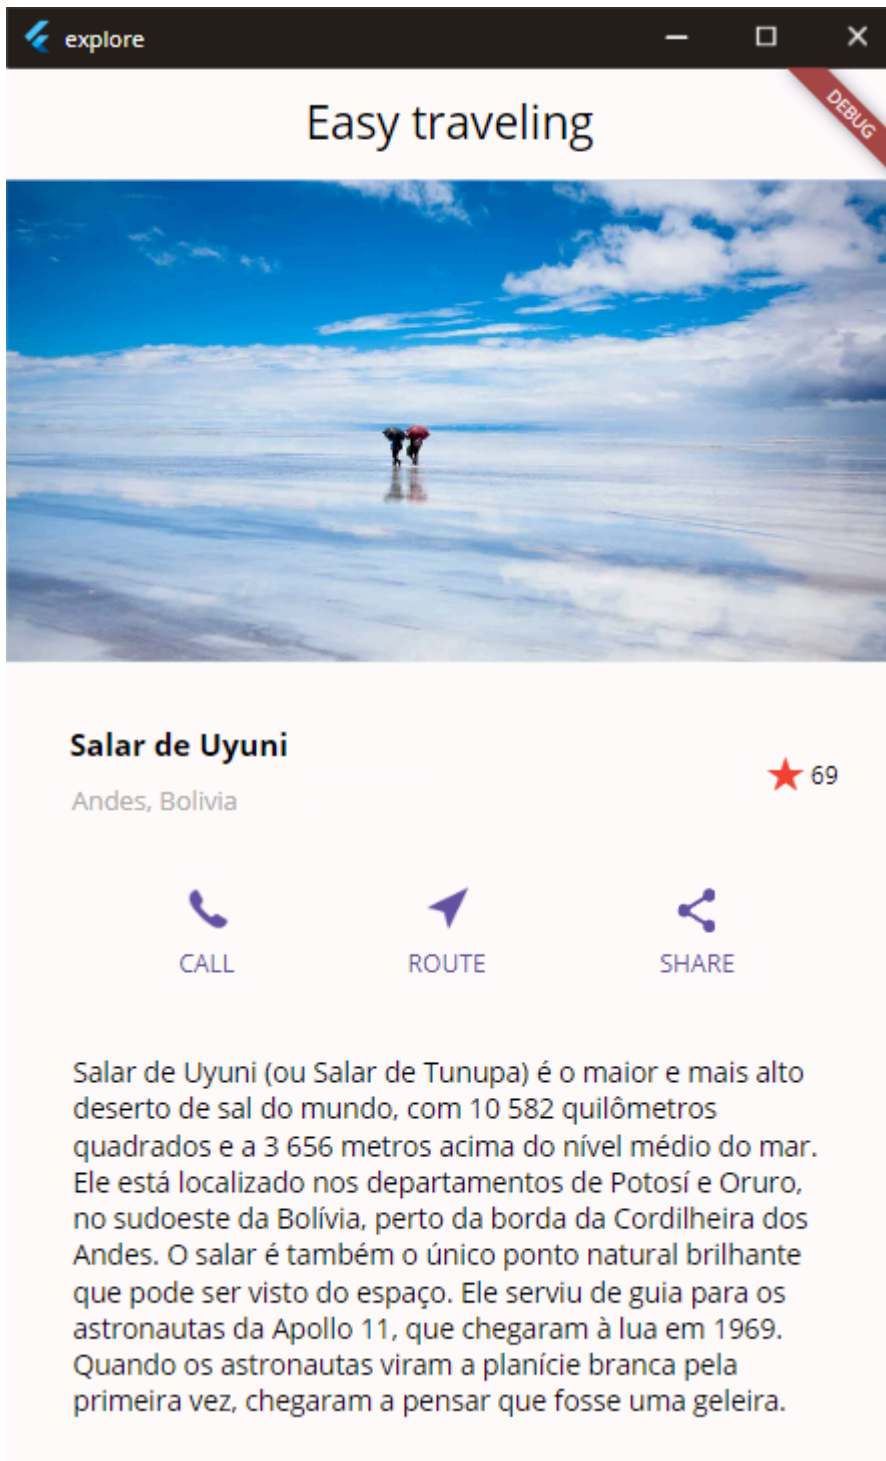 explore
DEBUG
Easy traveling
Salar de Uyuni
69
Andes, Bolivia
CALL
ROUTE
SHARE
Salar de Uyuni (ou Salar de Tunupa) é o maior e mais alto
deserto de sal do mundo, com 10 582 quilômetros
quadrados e a 3 656 metros acima do nível médio do mar.
Ele está localizado nos departamentos de Potosí e Oruro,
no sudoeste da Bolívia, perto da borda da Cordilheira dos
Andes. O salar é também o único ponto natural brilhante
que pode ser visto do espaço. Ele serviu de guia para os
astronautas da Apollo 11, que chegaram à lua em 1969.
Quando os astronautas viram a planície branca pela
primeira vez, chegaram a pensar que fosse uma geleira.